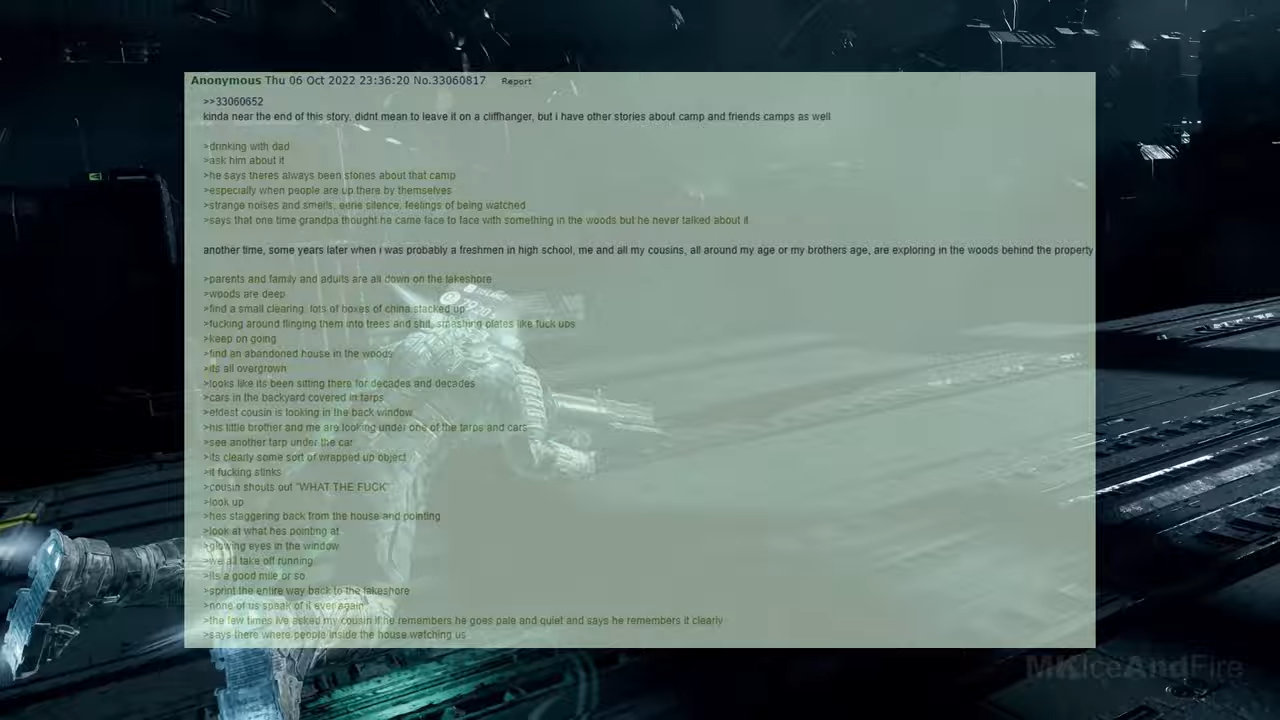 Anonymous Thu 06 Oct 2022 23:36:20 No.33060817 Report
>>33060652
kinda near the end of this story, didnt mean to leave it on a cliffhanger, but i have other stories about camp and friends camps as well
>drinking with dad
>ask him about it
>he says theres always been stories about that camp
>especially when people are up there by themselves
>strange noises and smells, eerie silence, feelings of being watched
>says that one time grandpa thought he came face to face with something in the woods but he never talked about it
another time, some years later when i was probably a freshmen in high school, me and all my cousins, all around my age or my brothers age, are exploring in the woods behind the property
>parents and family and adults are all down on the lakeshore
>woods are deep
>find a small clearing, lots of boxes of china stacked up
>fucking around flinging them into trees and shit, smashing plates like fuck ups
>keep on going
>find an abandoned house in the woods
>its all overgrown
>looks like its been sitting there for decades and decades
>cars in the backyard covered in tarps
>eldest cousin is looking in the back window
>his little brother and me are looking under one of the tarps and cars
>see another tarp under the car
>its clearly some sort of wrapped up object
>it fucking stinks
>cousin shouts out "WHAT THE FUCK"
>look up
>hes staggering back from the house and pointing
>look at what hes pointing at
>glowing eyes in the window
>we all take off running
>its a good mile or so
>sprint the entire way back to the lakeshore
>none of us speak of it ever again
>the few times ive asked my cousin if he remembers he goes pale and quiet and says he remembers it clearly
>says there where people inside the house watching us
MKIceAndFire